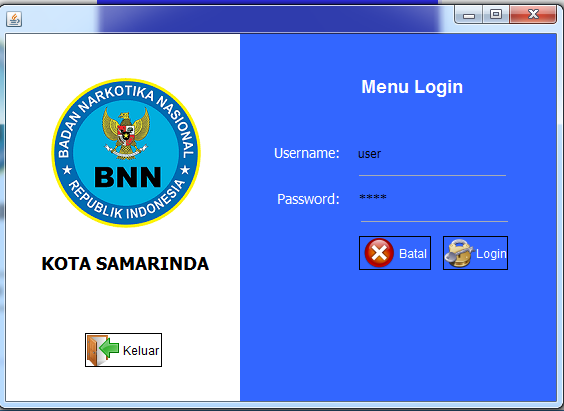 BADAN NARKOTIKA NASIONAL
BNN
REPUBLIK INDONESIA
KOTA SAMARINDA
Keluar
Menu Login
Username: user
Password: ****
Batal Login